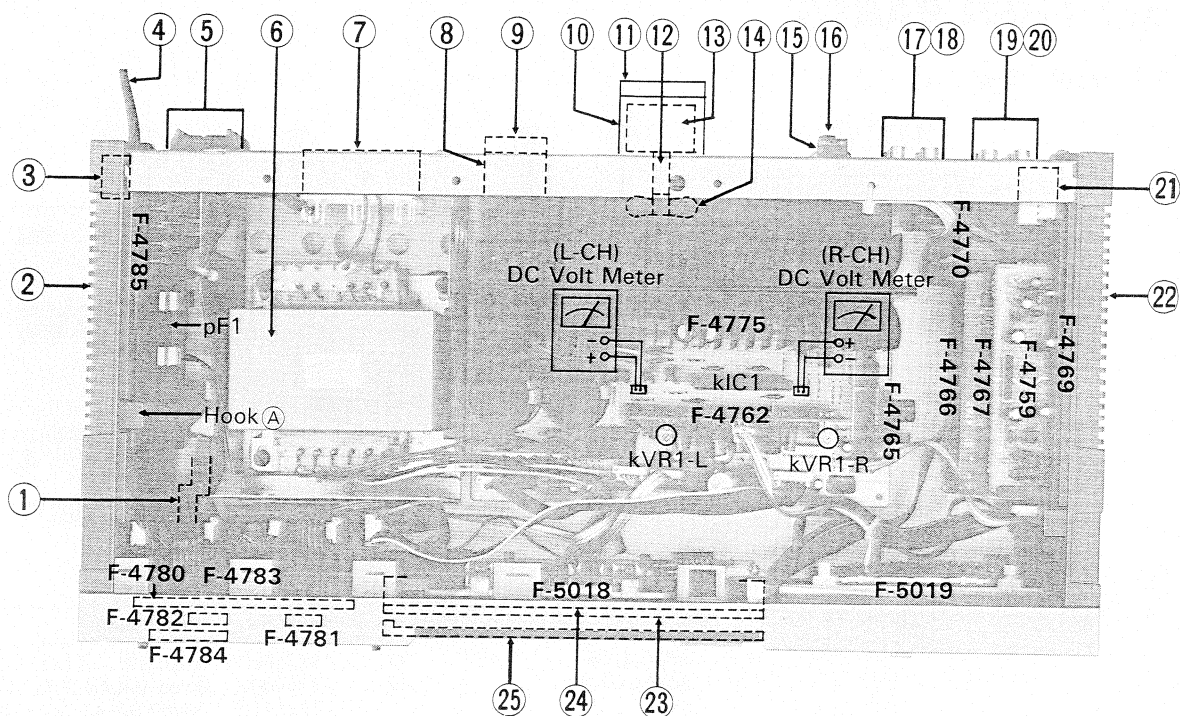 ④ ⑤ ⑥ ⑦ ⑧ ⑨ ⑩ ⑪ ⑫ ⑬ ⑭ ⑮ ⑯ ⑰ ⑱ ⑲ ⑳
③
㉑
F-4785
F-4770
(L-CH)
DC Volt Meter
(R-CH)
DC Volt Meter
②
㉒
pF1
- 
+
F-4775
+
-
kIC1
F-4762
F-4765
F-4766
F-4767
F-4759
F-4769
Hook Ⓐ
kVR1-L
kVR1-R
①
F-4780
F-4783
F-5018
F-5019
F-4782
F-4781
F-4784
㉕ ㉔ ㉓